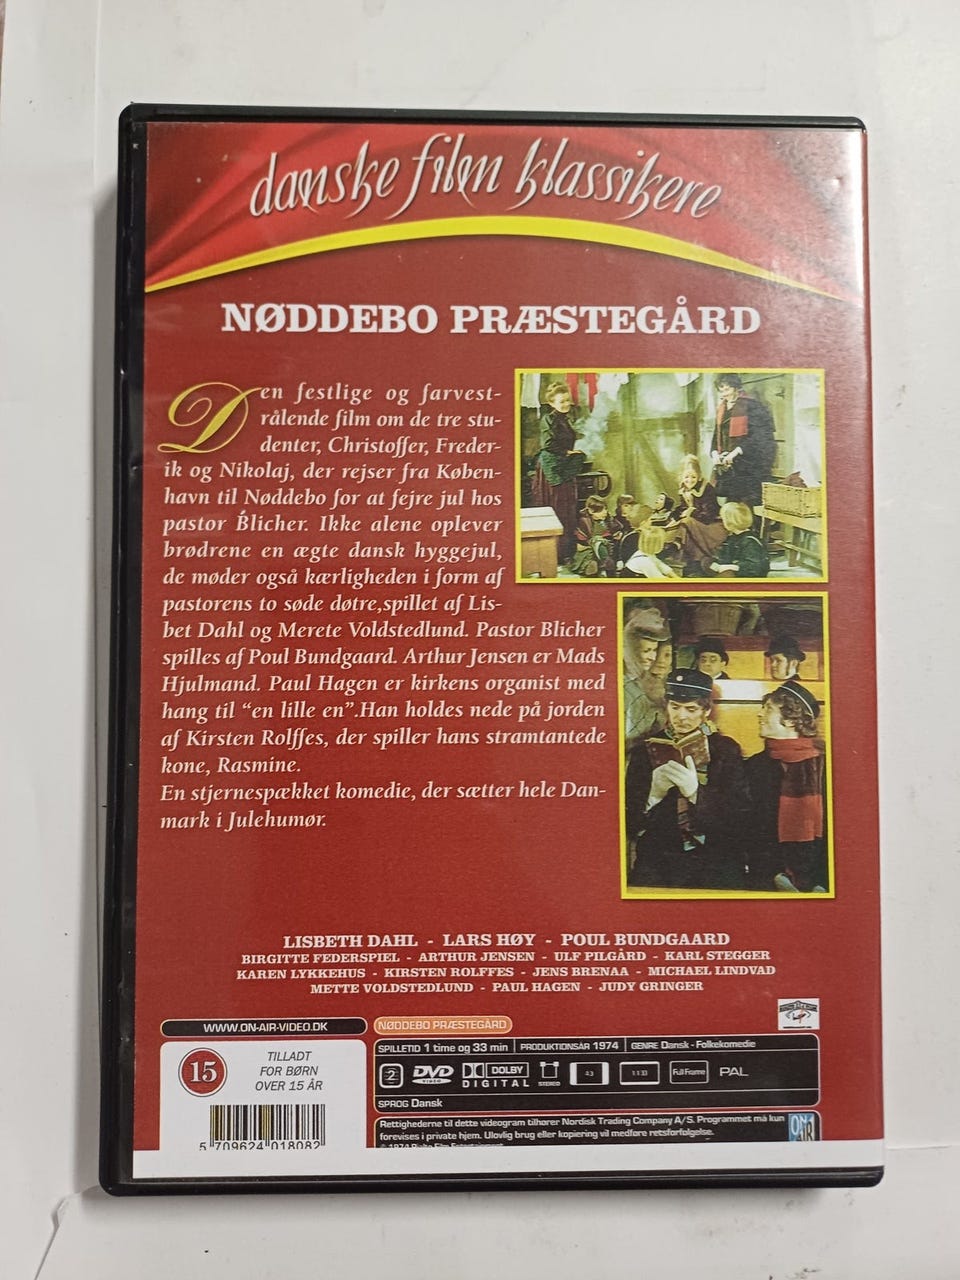 danske film klassikere
NØDDEBO PRÆSTEGÅRD
Den festlige og farvest-
rålende film om de tre stu-
denter, Christoffer, Freder-
ik og Nikolaj, der rejser fra Køben-
havn til Nøddebo for at fejre jul hos
pastor Blicher. Ikke alene oplever
brødrene en ægte dansk hyggejul,
de møder også kærligheden i form af
pastorens to søde døtre,spillet af Lis-
bet Dahl og Merete Voldstedlund. Pastor Blicher
spilles af Poul Bundgaard. Arthur Jensen er Mads
Hjulmand. Paul Hagen er kirkens organist med
hang til “en lille en”.Han holdes nede på jorden
af Kirsten Rolffes, der spiller hans stramtantede
kone, Rasmine.
En stjernespækket komedie, der sætter hele Dan-
mark i Julehumør.
LISBETH DAHL - LARS HØY - POUL BUNDGAARD
BIRGITTE FEDERSPIEL - ARTHUR JENSEN - ULF PILGÅRD - KARL STEGGER
KAREN LYKKEHUS - KIRSTEN ROLFFES - JENS BRENAA - MICHAEL LINDVAD
METTE VOLDSTEDLUND - PAUL HAGEN - JUDY GRINGER
WWW.ON-AIR-VIDEO.DK
NØDDEBO PRÆSTEGÅRD
15
TILLADT
FOR BØRN
OVER 15 ÅR
5 709624 018082
SPILLETID 1 time og 33 min PRODUKTIONSÅR 1974 GENRE Dansk - Folkekomedie
2 DVD VIDEO DOLBY DIGITAL STEREO 4:3 1:1.33 Full Frame PAL
SPROG Dansk
Rettighederne til dette videogram tilhører Nordisk Trading Company A/S. Programmet må kun
forevises i private hjem. Ulovlig brug eller kopiering vil medføre retsforfølgelse.
ON AIR